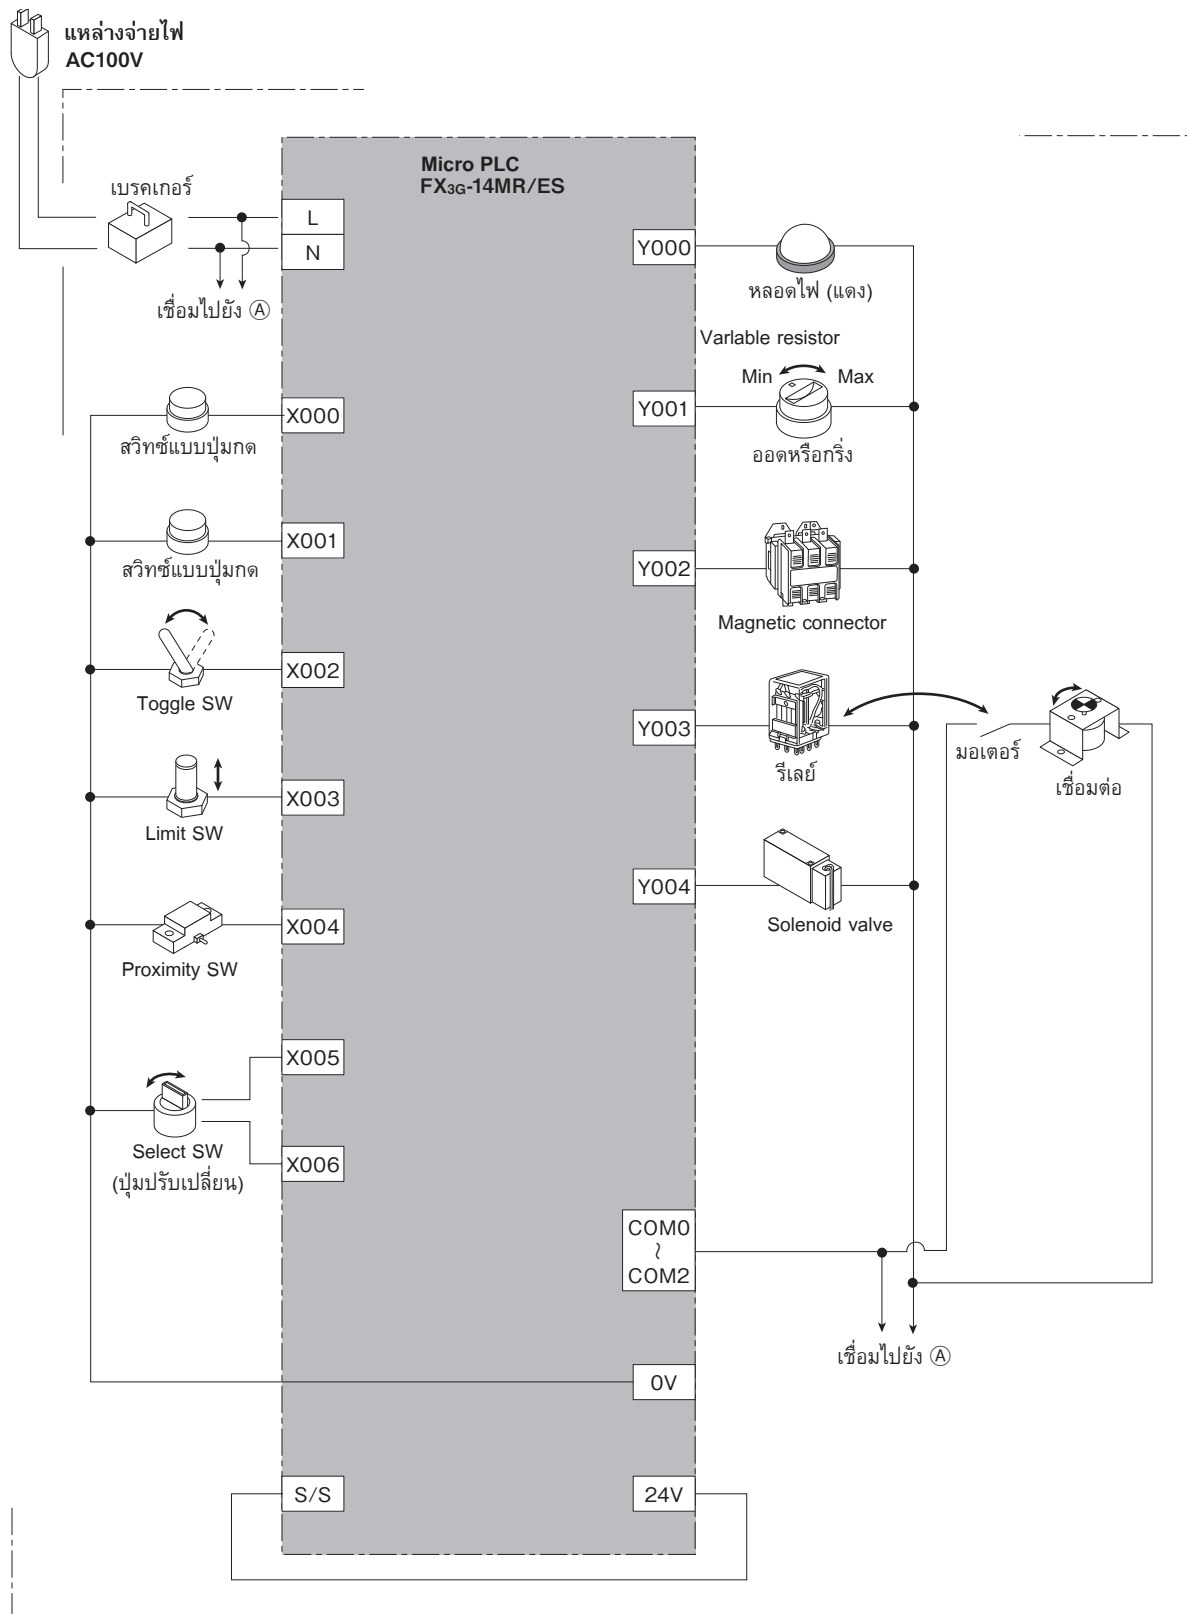 แหล่างจ่ายไฟ
AC100V
Micro PLC
FX3G-14MR/ES
เบรคเกอร์
L
N
เชื่อมไปยัง Ⓐ
Y000
หลอดไฟ (แดง)
Varlable resistor
Min
Max
X000
สวิทซ์แบบปุ่มกด
Y001
ออดหรือกริ่ง
X001
สวิทซ์แบบปุ่มกด
Y002
Magnetic connector
X002
Toggle SW
Y003
รีเลย์
มอเตอร์
เชื่อมต่อ
X003
Limit SW
Y004
Solenoid valve
X004
Proximity SW
X005
Select SW
(ปุ่มปรับเปลี่ยน)
X006
COM0
~
COM2
เชื่อมไปยัง Ⓐ
0V
S/S
24V